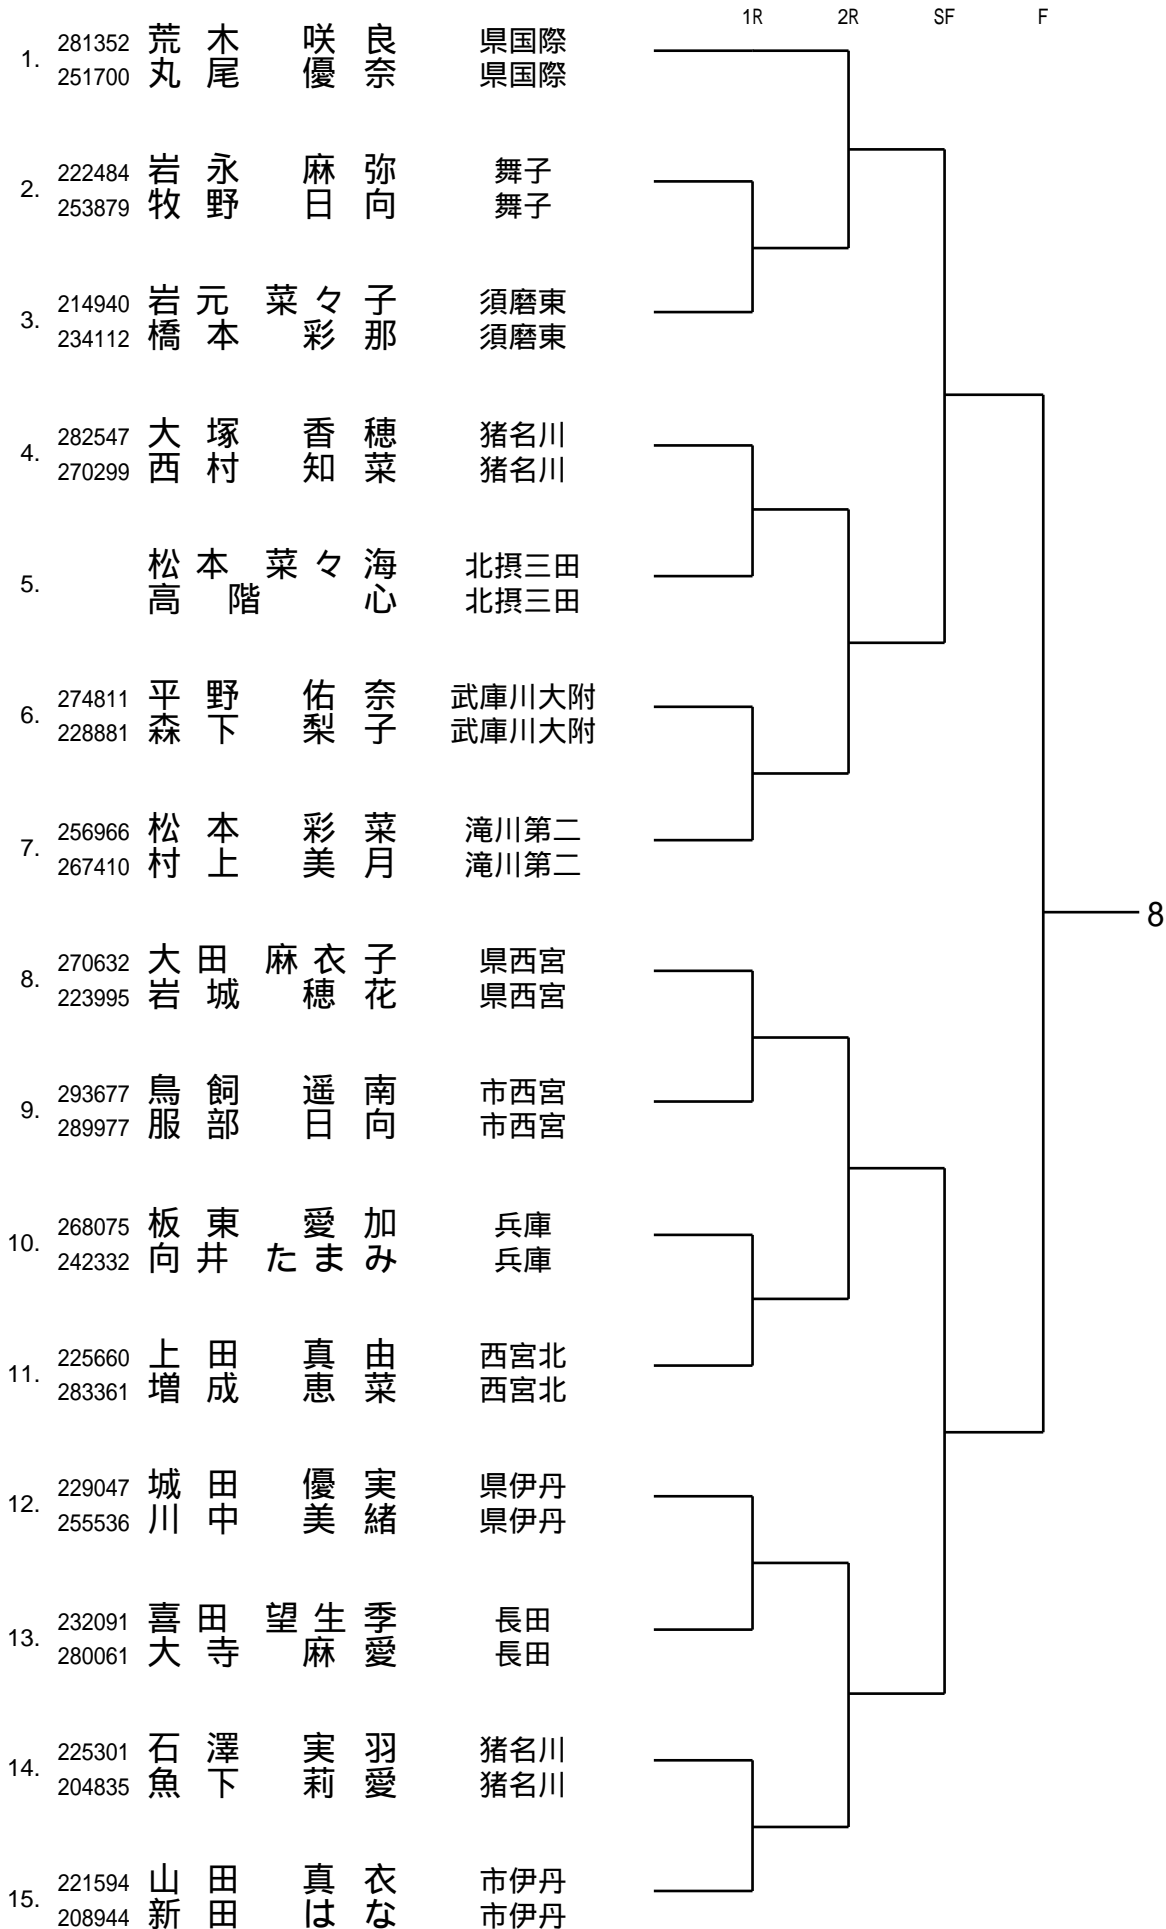 1R 2R SF F
1. 281352 荒木 咲良 県国際
251700 丸尾 優奈 県国際
2. 222484 岩永 麻弥 舞子
253879 牧野 日向 舞子
3. 214940 岩元 菜々子 須磨東
234112 橋本 彩那 須磨東
4. 282547 大塚 香穂 猪名川
270299 西村 知菜 猪名川
5. 松本 菜々海 北摂三田
高階 心 北摂三田
6. 274811 平野 佑奈 武庫川大附
228881 森下 梨子 武庫川大附
7. 256966 松本 彩菜 滝川第二
267410 村上 美月 滝川第二
8
8. 270632 大田 麻衣子 県西宮
223995 岩城 穂花 県西宮
9. 293677 鳥飼 遥南 市西宮
289977 服部 日向 市西宮
10. 268075 板東 愛加 兵庫
242332 向井 たまみ 兵庫
11. 225660 上田 真由 西宮北
283361 増成 恵菜 西宮北
12. 229047 城田 優実 県伊丹
255536 川中 美緒 県伊丹
13. 232091 喜田 望生季 長田
280061 大寺 麻愛 長田
14. 225301 石澤 実羽 猪名川
204835 魚下 莉愛 猪名川
15. 221594 山田 真衣 市伊丹
208944 新田 はな 市伊丹